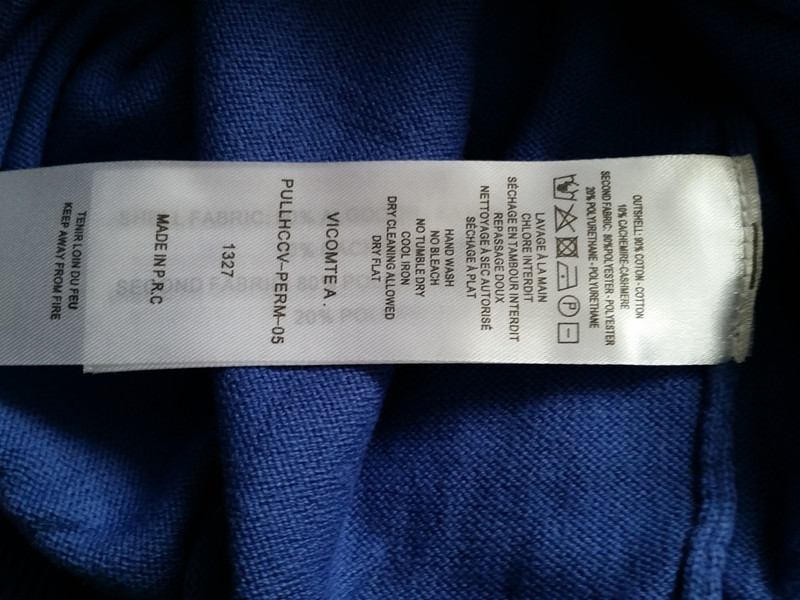 OUTSHELL: 90% COTON - COTTON
10% CACHEMIRE-CASHMERE
SECOND FABRIC: 80%POLYESTER - POLYESTER
20% POLYURETHANE - POLYURETHANE
P
LAVAGE À LA MAIN
CHLORE INTERDIT
SÉCHAGE EN TAMBOUR INTERDIT
REPASSAGE DOUX
NETTOYAGE À SEC AUTORISÉ
SÉCHAGE À PLAT
HAND WASH
NO BLEACH
NO TUMBLE DRY
COOL IRON
DRY CLEANING ALLOWED
DRY FLAT
VICOMTE A
PULLHCCV-PERM-05
1327
MADE IN P.R.C
TENIR LOIN DU FEU
KEEP AWAY FROM FIRE